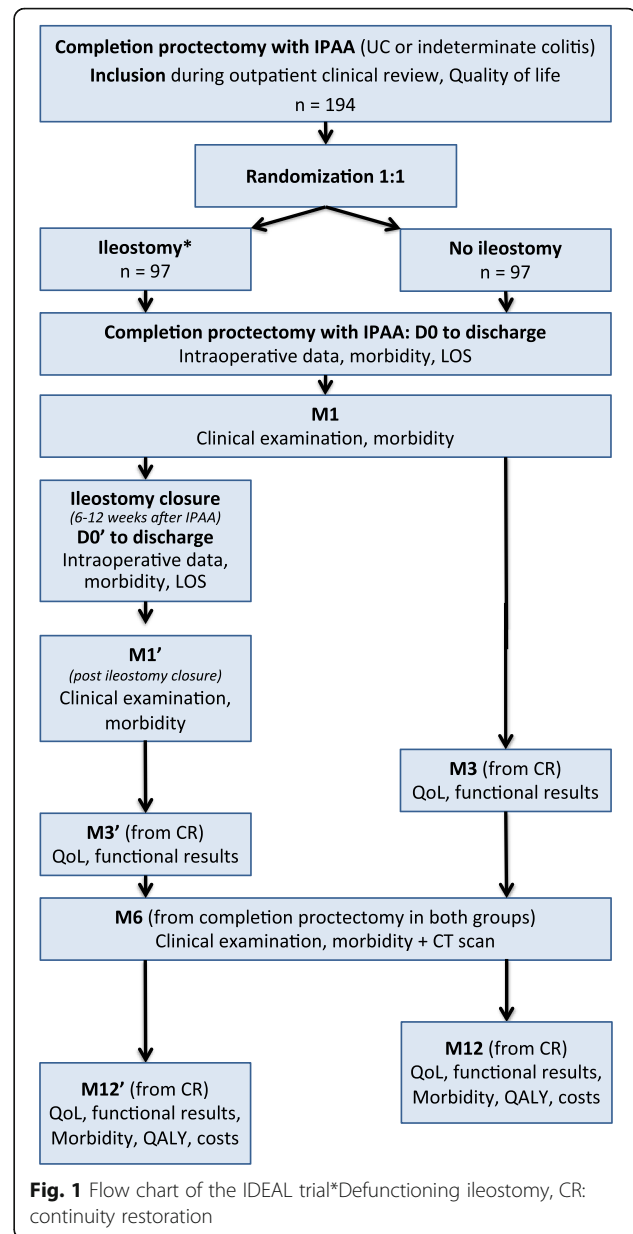 Completion proctectomy with IPAA (UC or indeterminate colitis)
Inclusion during outpatient clinical review, Quality of life
n = 194
Randomization 1:1
Ileostomy*
n = 97
No ileostomy
n = 97
Completion proctectomy with IPAA: D0 to discharge
Intraoperative data, morbidity, LOS
M1
Clinical examination, morbidity
Ileostomy closure
(6-12 weeks after IPAA)
D0’ to discharge
Intraoperative data,
morbidity, LOS
M1’
(post ileostomy closure)
Clinical examination,
morbidity
M3 (from CR)
QoL, functional results
M3’ (from CR)
QoL, functional results
M6 (from completion proctectomy in both groups)
Clinical examination, morbidity + CT scan
M12 (from CR)
QoL, functional results,
Morbidity, QALY, costs
M12’ (from CR)
QoL, functional results,
Morbidity, QALY, costs
Fig. 1 Flow chart of the IDEAL trial*Defunctioning ileostomy, CR:
continuity restoration